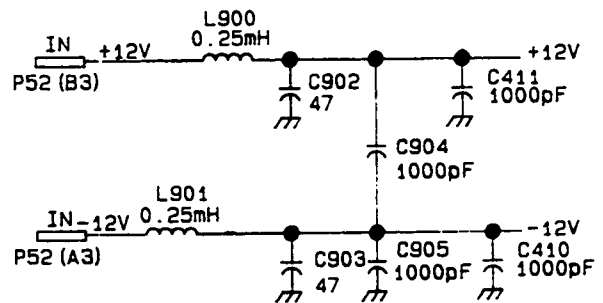 L900
0.25mH
IN
+12V
+12V
P52 (B3)
C902
47
C411
1000pF
C904
1000pF
L901
0.25mH
IN
-12V
-12V
P52 (A3)
C903
47
C905
1000pF
C410
1000pF